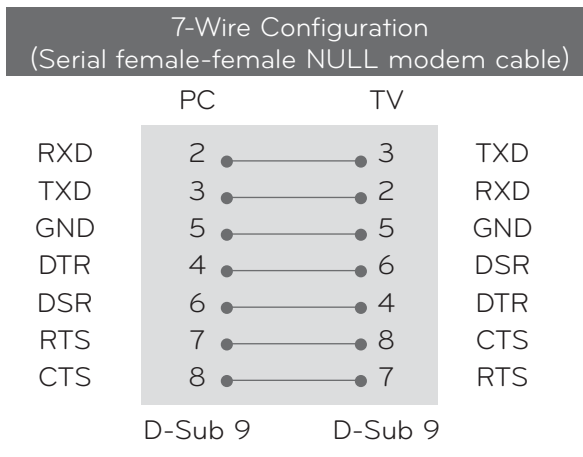 7-Wire Configuration
(Serial female-female NULL modem cable)
PC TV
RXD 2 3 TXD
TXD 3 2 RXD
GND 5 5 GND
DTR 4 6 DSR
DSR 6 4 DTR
RTS 7 8 CTS
CTS 8 7 RTS
D-Sub 9 D-Sub 9